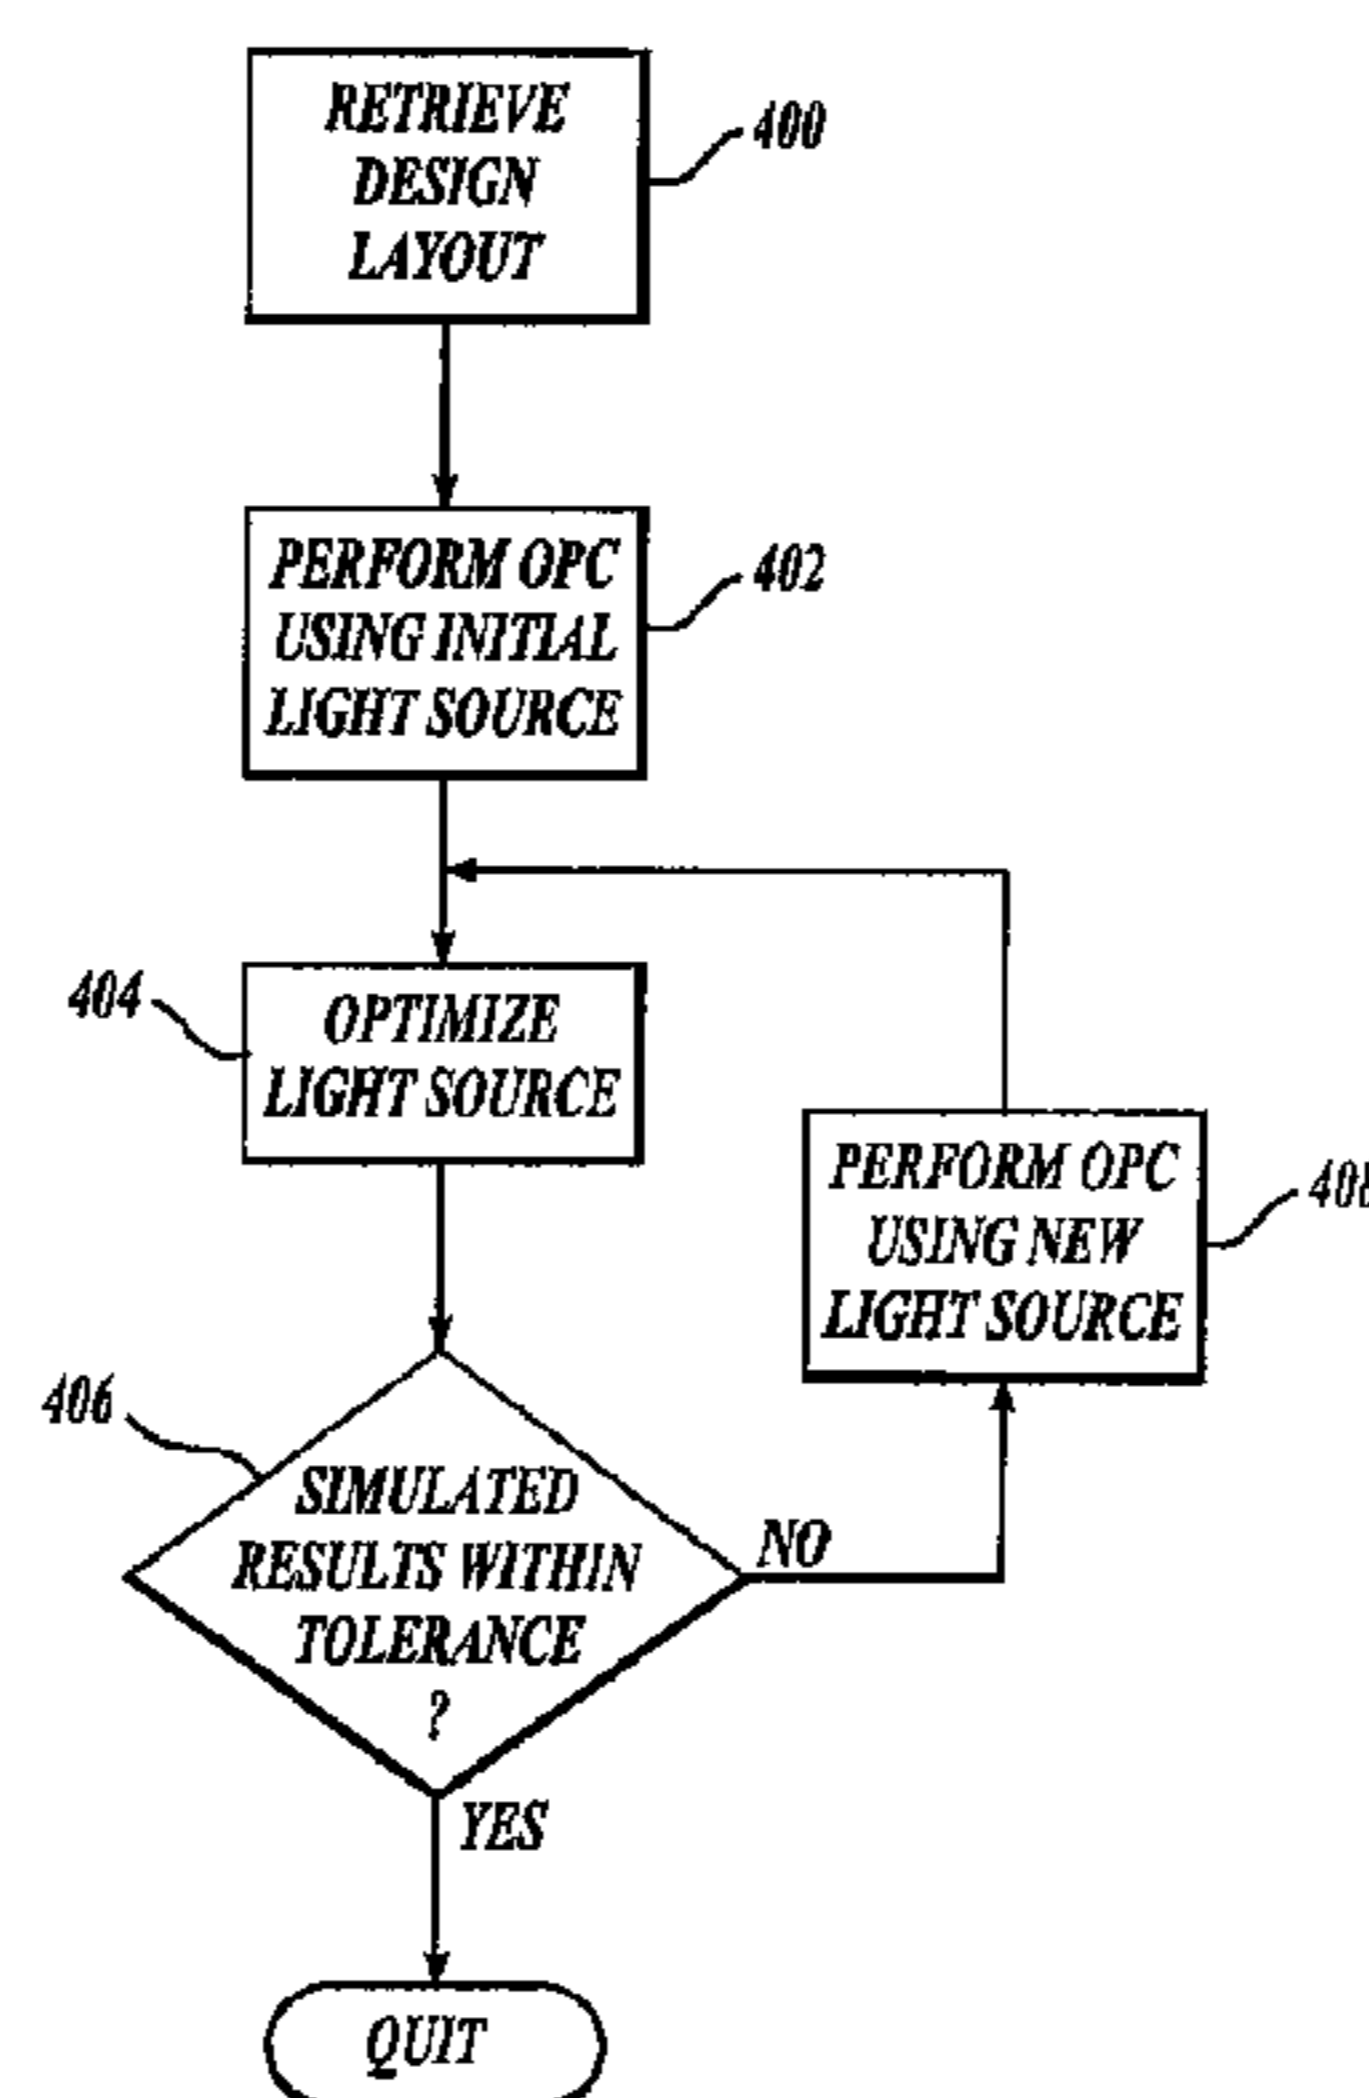 RETRIEVE
DESIGN
LAYOUT
400
PERFORM OPC
USING INITIAL
LIGHT SOURCE
402
404
OPTIMIZE
LIGHT SOURCE
PERFORM OPC
USING NEW
LIGHT SOURCE
408
406
SIMULATED
RESULTS WITHIN
TOLERANCE
?
NO
YES
QUIT